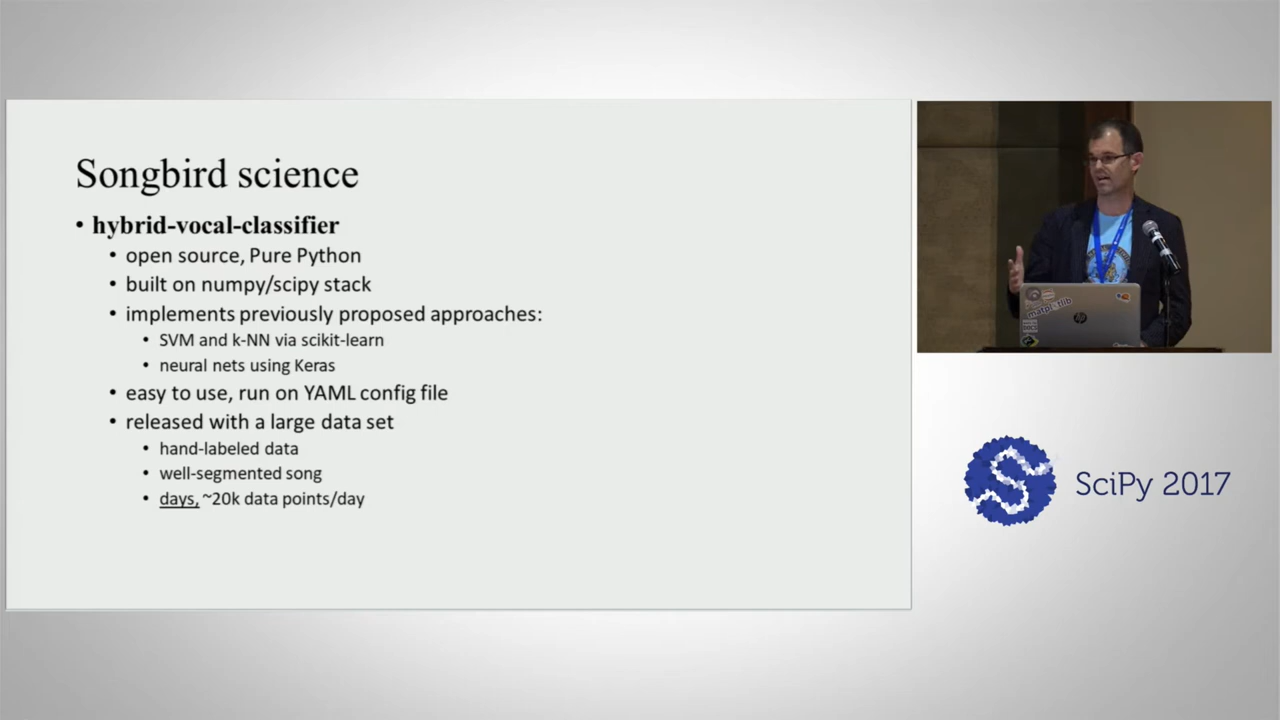 Songbird science
• hybrid-vocal-classifier
• open source, Pure Python
• built on numpy/scipy stack
• implements previously proposed approaches:
• SVM and k-NN via scikit-learn
• neural nets using Keras
• easy to use, run on YAML config file
• released with a large data set
• hand-labeled data
• well-segmented song
• days, ~20k data points/day
matplotlib
hp
SciPy 2017